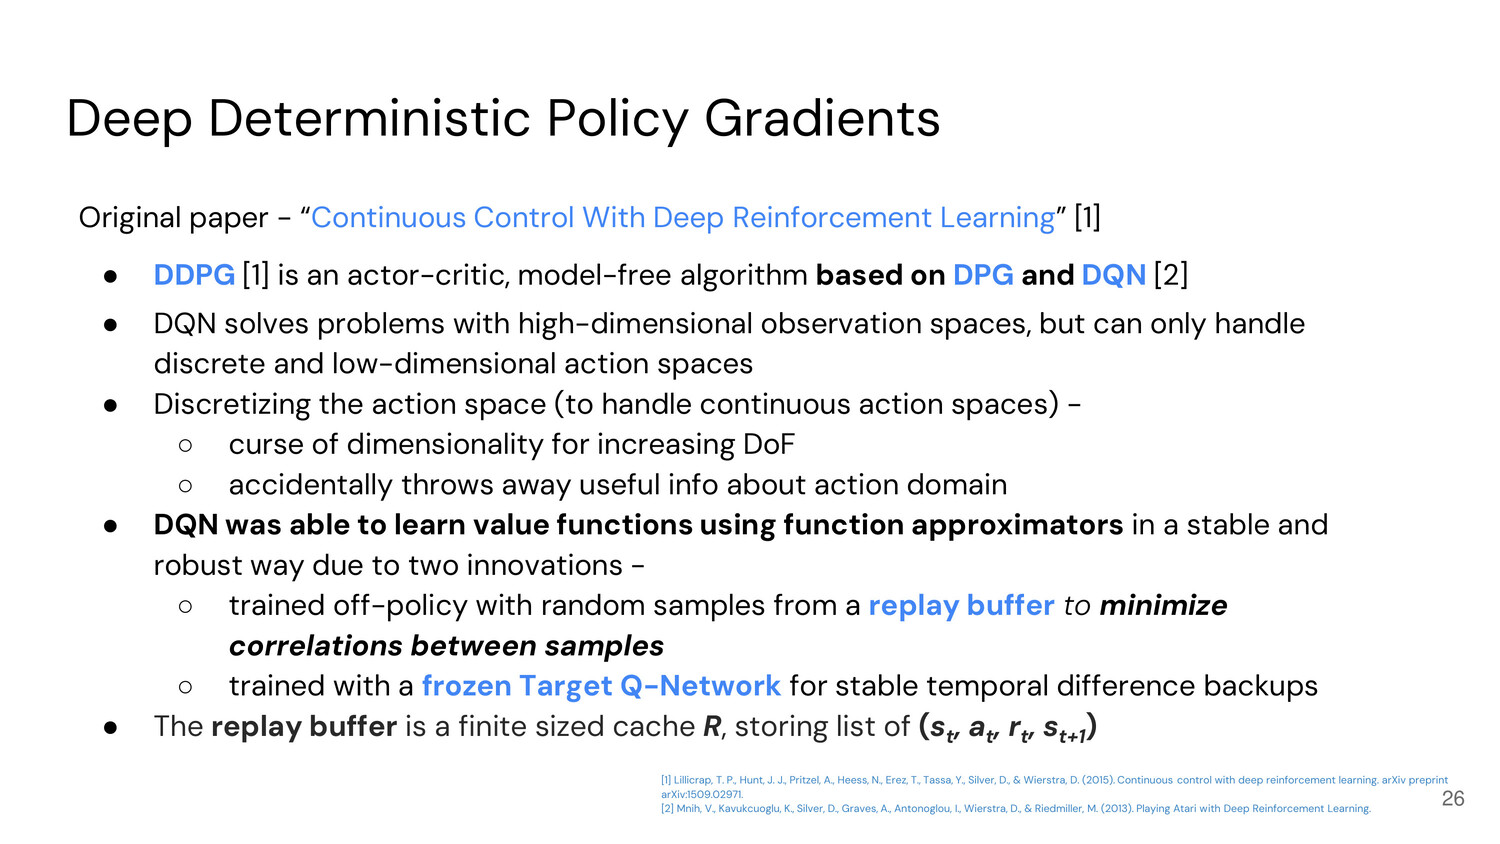 Deep Deterministic Policy Gradients
Original paper - “Continuous Control With Deep Reinforcement Learning” [1]
● DDPG [1] is an actor-critic, model-free algorithm based on DPG and DQN [2]
● DQN solves problems with high-dimensional observation spaces, but can only handle
discrete and low-dimensional action spaces
● Discretizing the action space (to handle continuous action spaces) -
○ curse of dimensionality for increasing DoF
○ accidentally throws away useful info about action domain
● DQN was able to learn value functions using function approximators in a stable and
robust way due to two innovations -
○ trained off-policy with random samples from a replay buffer to minimize
correlations between samples
○ trained with a frozen Target Q-Network for stable temporal difference backups
● The replay buffer is a finite sized cache R, storing list of (s_t, a_t, r_t, s_{t+1})
[1] Lillicrap, T. P., Hunt, J. J., Pritzel, A., Heess, N., Erez, T., Tassa, Y., Silver, D., & Wierstra, D. (2015). Continuous control with deep reinforcement learning. arXiv preprint
arXiv:1509.02971.
[2] Mnih, V., Kavukcuoglu, K., Silver, D., Graves, A., Antonoglou, I., Wierstra, D., & Riedmiller, M. (2013). Playing Atari with Deep Reinforcement Learning.
26